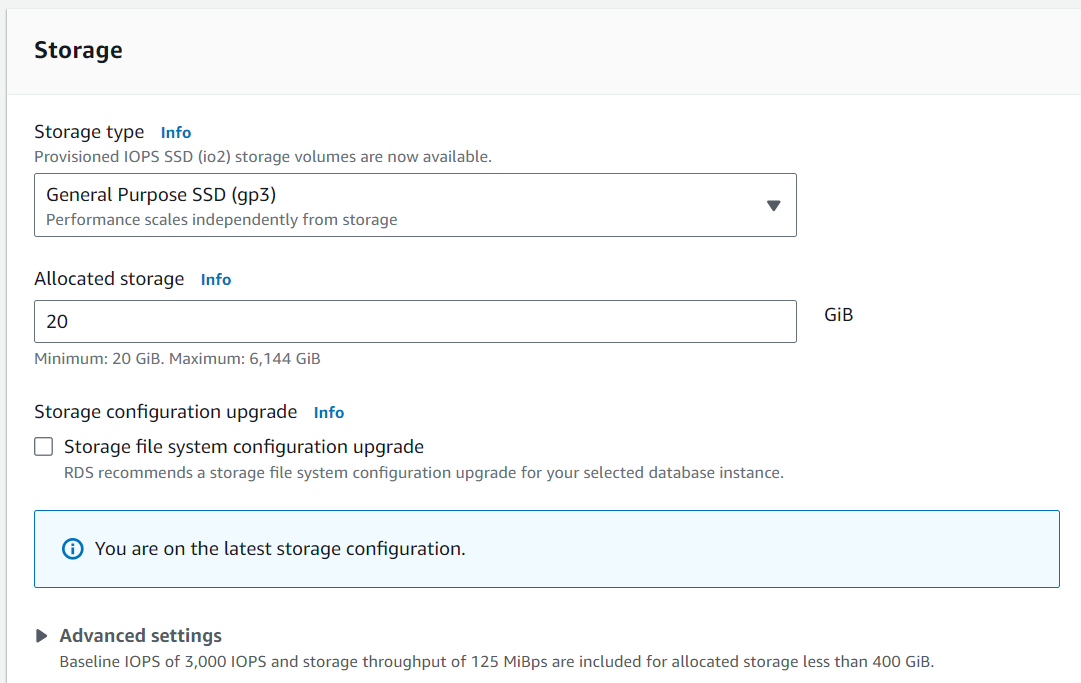 Storage
Storage type Info
Provisioned IOPS SSD (io2) storage volumes are now available.
General Purpose SSD (gp3)
Performance scales independently from storage
Allocated storage Info
20
GiB
Minimum: 20 GiB. Maximum: 6,144 GiB
Storage configuration upgrade Info
Storage file system configuration upgrade
RDS recommends a storage file system configuration upgrade for your selected database instance.
You are on the latest storage configuration.
Advanced settings
Baseline IOPS of 3,000 IOPS and storage throughput of 125 MiBps are included for allocated storage less than 400 GiB.